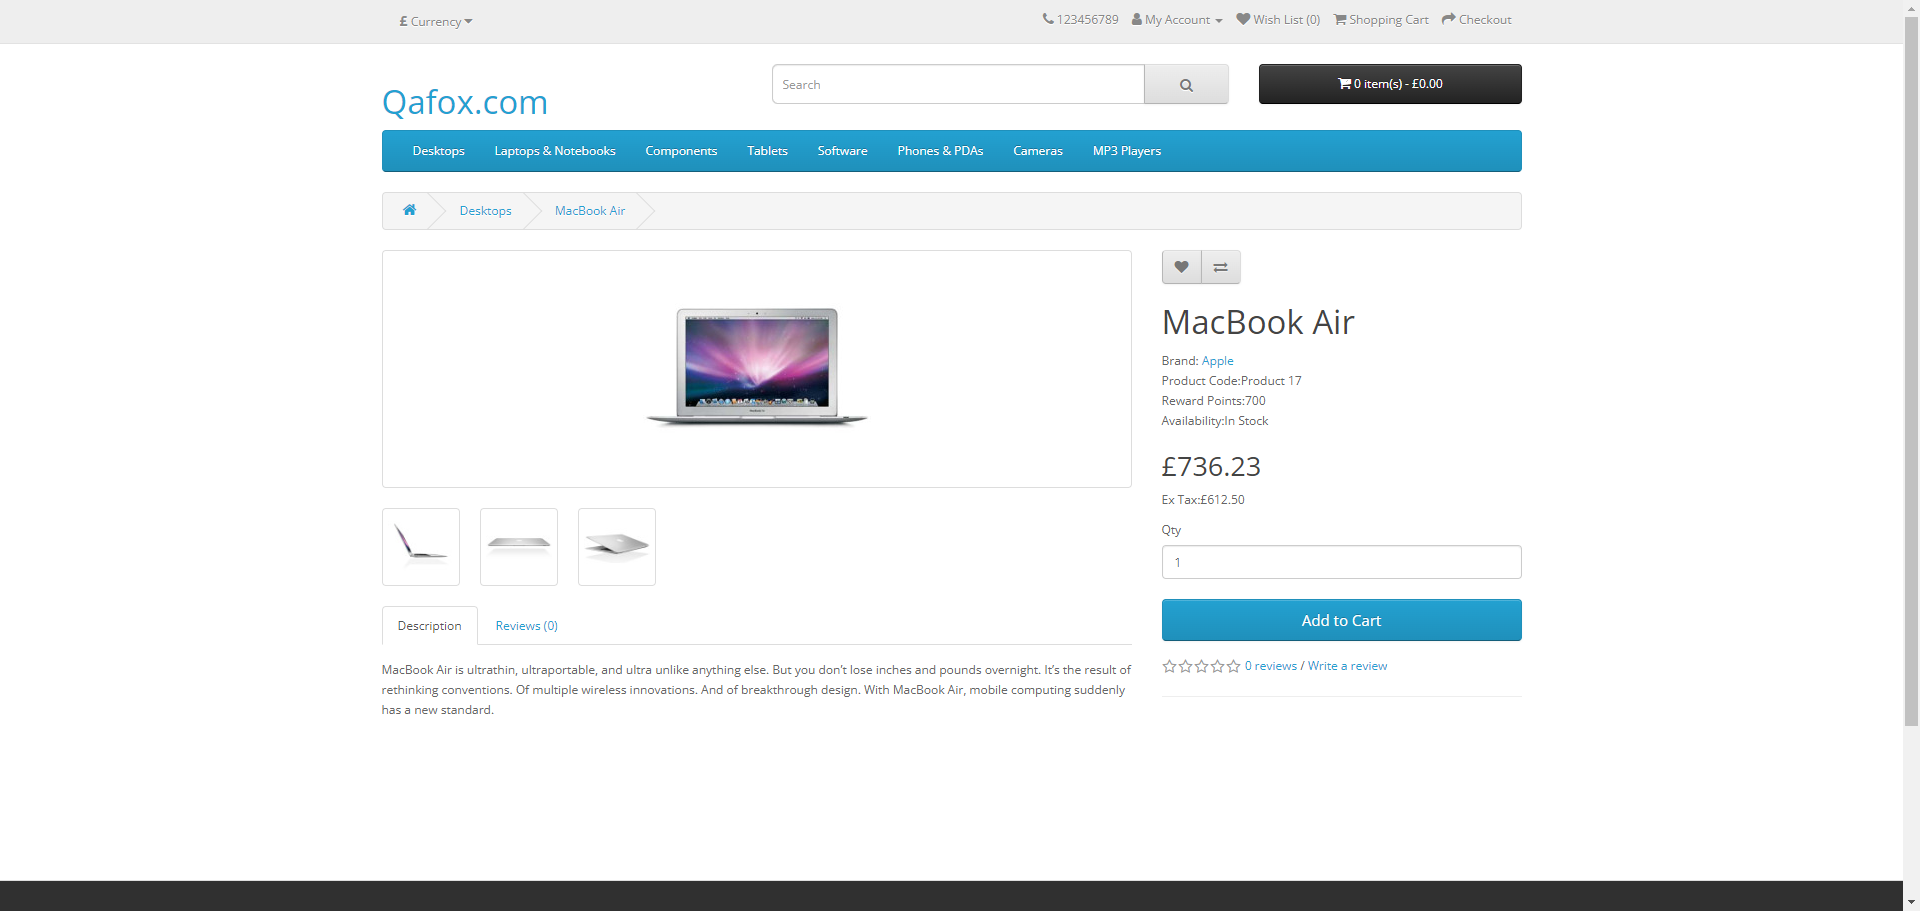 £ Currency
123456789 My Account Wish List (0) Shopping Cart Checkout
Qafox.com
Search
0 item(s) - £0.00
Desktops Laptops & Notebooks Components Tablets Software Phones & PDAs Cameras MP3 Players
Desktops MacBook Air
MacBook Air
Brand: Apple
Product Code:Product 17
Reward Points:700
Availability:In Stock
£736.23
Ex Tax:£612.50
Qty
1
Add to Cart
0 reviews / Write a review
Description Reviews (0)
MacBook Air is ultrathin, ultraportable, and ultra unlike anything else. But you don’t lose inches and pounds overnight. It’s the result of
rethinking conventions. Of multiple wireless innovations. And of breakthrough design. With MacBook Air, mobile computing suddenly
has a new standard.